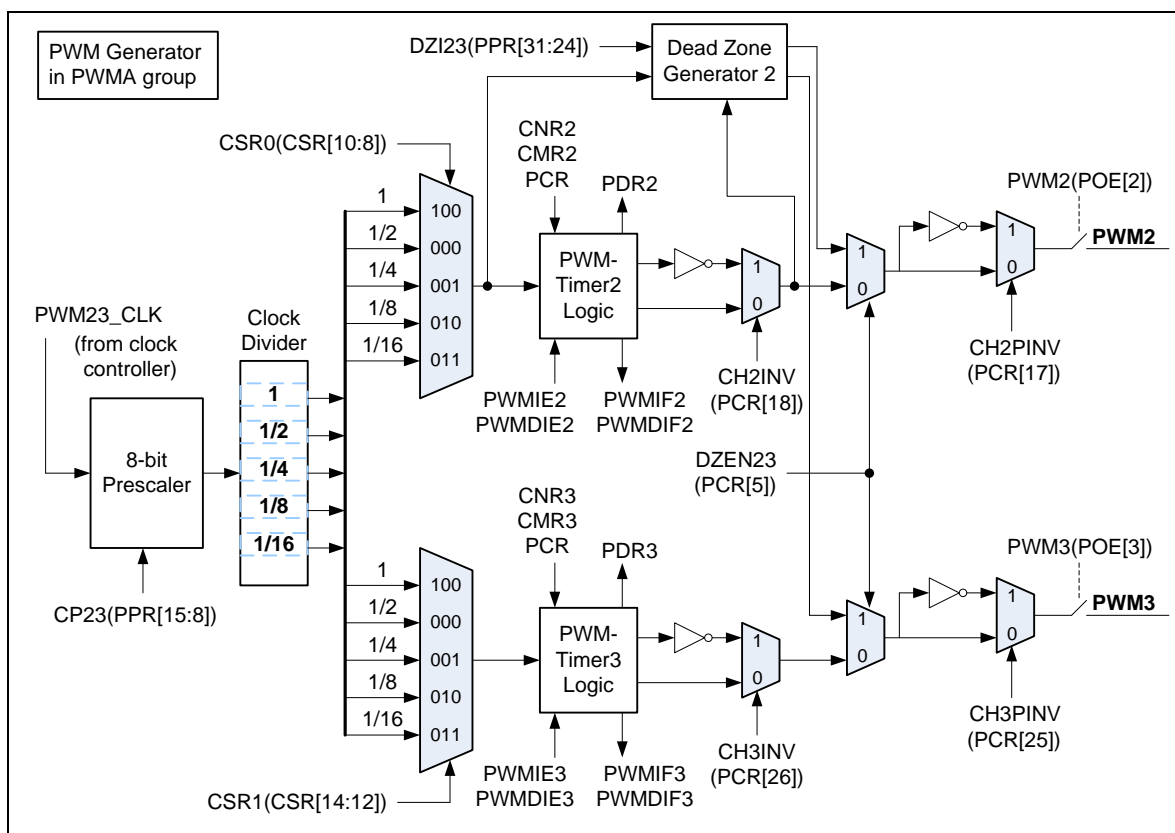 PWM Generator
in PWMA group
DZI23(PPR[31:24])
Dead Zone
Generator 2
CSR0(CSR[10:8])
CNR2
CMR2
PCR
PDR2
PWM2(POE[2])
PWM2
1
1/2
1/4
1/8
1/16
100
000
001
010
011
PWM-
Timer2
Logic
1
0
1
0
1
0
PWM23_CLK
(from clock
controller)
Clock
Divider
PWMIE2
PWMDIE2
PWMIF2
PWMDIF2
CH2INV
(PCR[18])
CH2PINV
(PCR[17])
8-bit
Prescaler
1
1/2
1/4
1/8
1/16
DZEN23
(PCR[5])
CP23(PPR[15:8])
CNR3
CMR3
PCR
PDR3
PWM3(POE[3])
PWM3
1
1/2
1/4
1/8
1/16
100
000
001
010
011
PWM-
Timer3
Logic
1
0
1
0
1
0
CSR1(CSR[14:12])
PWMIE3
PWMDIE3
PWMIF3
PWMDIF3
CH3INV
(PCR[26])
CH3PINV
(PCR[25])